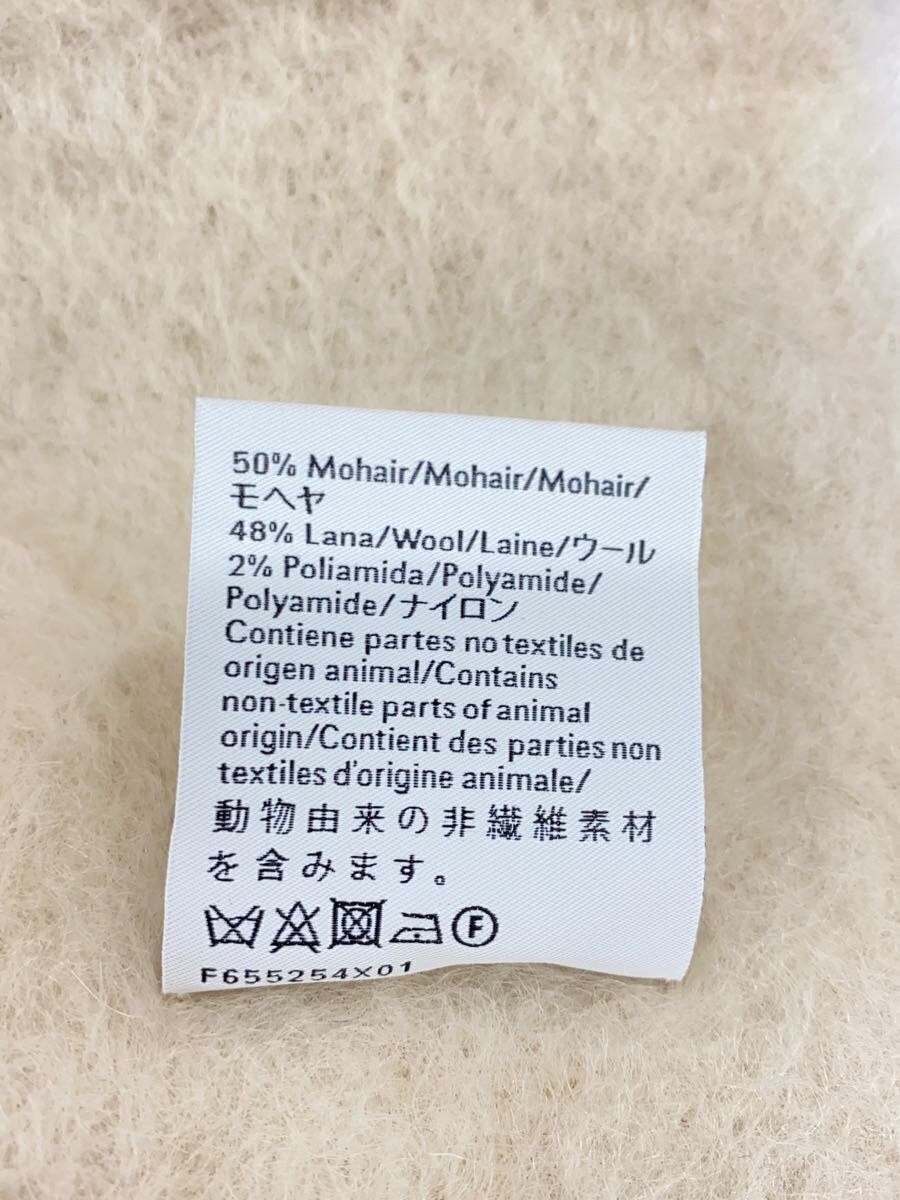 50% Mohair/Mohair/Mohair/
モヘヤ
48% Lana/Wool/Laine/ウール
2% Poliamida/Polyamide/
Polyamide/ナイロン
Contiene partes no textiles de
origen animal/Contains
non-textile parts of animal
origin/Contient des parties non
textiles d'origine animale/
動物由来の非繊維素材
を含みます。
F
F655254X01